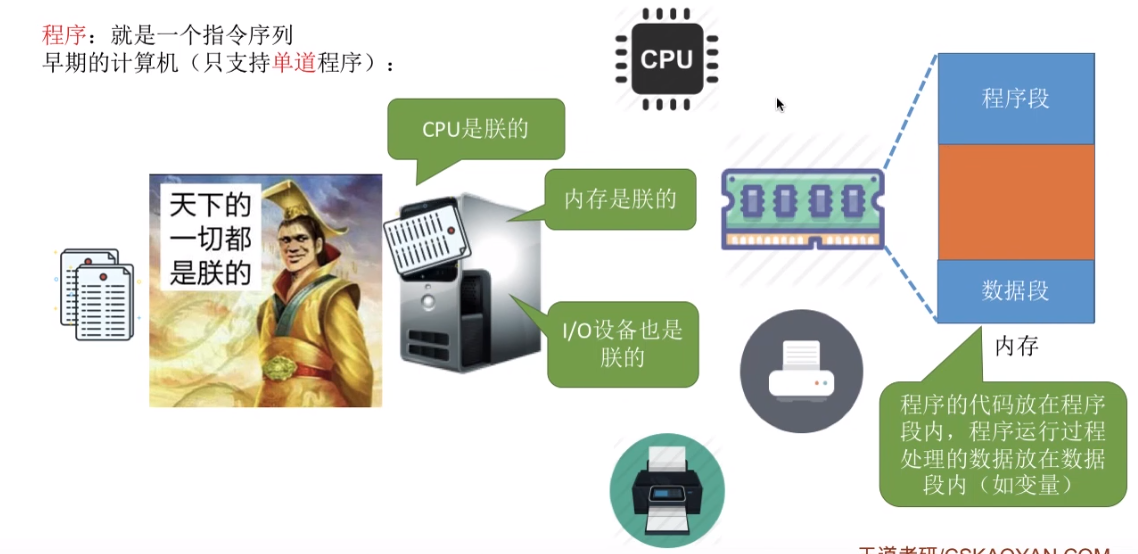 程序：就是一个指令序列
早期的计算机（只支持单道程序）：
CPU
CPU是朕的
天下的
一切都
是朕的
内存是朕的
I/O设备也是
朕的
程序段
数据段
内存
程序的代码放在程序
段内，程序运行过程
处理的数据放在数据
段内（如变量）
王道考研/CSKAOYAN.COM